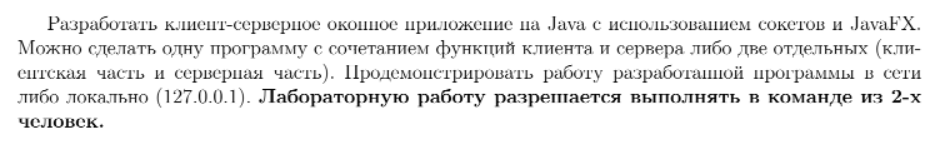 Разработать клиент-серверное оконное приложение на Java с использованием сокетов и JavaFX.
Можно сделать одну программу с сочетанием функций клиента и сервера либо две отдельных (кли-
ентская часть и серверная часть). Продемонстрировать работу разработанной программы в сети
либо локально (127.0.0.1). Лабораторную работу разрешается выполнять в команде из 2-х
человек.